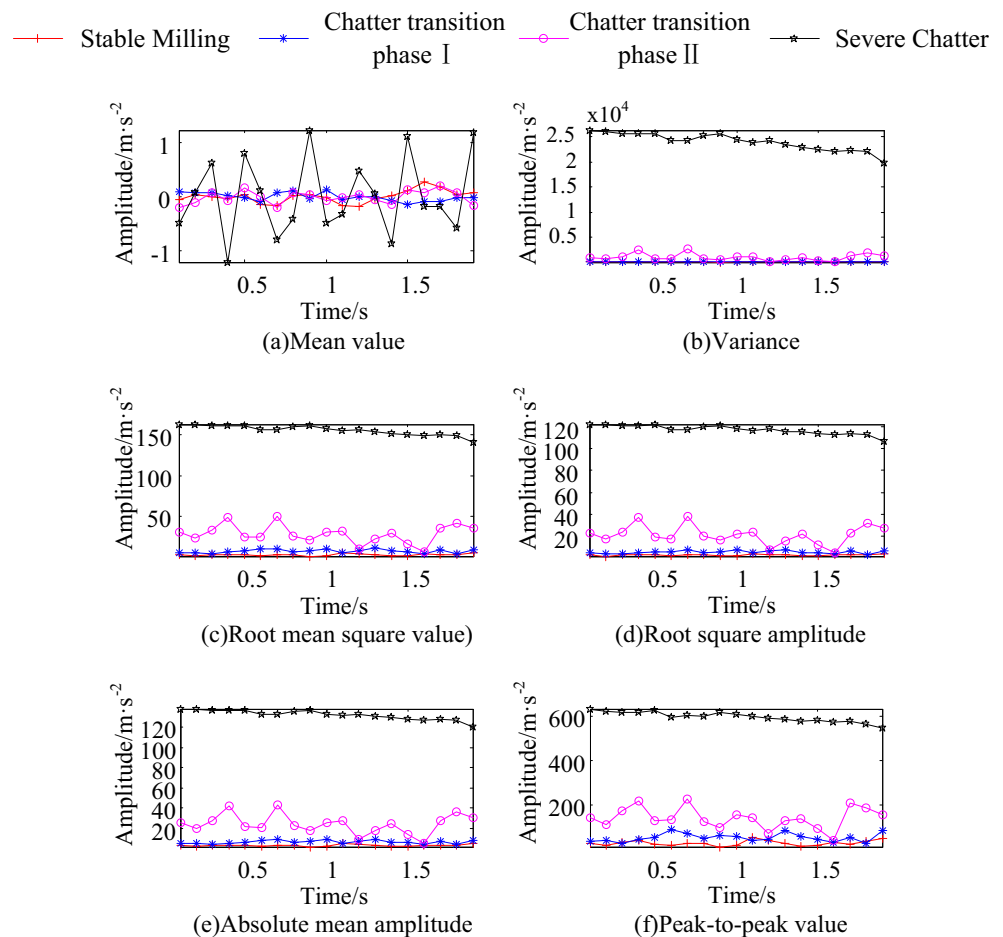 Stable Milling
Chatter transition
phase Ⅰ
Chatter transition
phase Ⅱ
Severe Chatter
Amplitude/m·s⁻²
1
0
-1
0.5
1
1.5
Time/s
(a)Mean value
x10⁴
Amplitude/m·s⁻²
2.5
2
1.5
1
0.5
0.5
1
1.5
Time/s
(b)Variance
Amplitude/m·s⁻²
150
100
50
0.5
1
1.5
Time/s
(c)Root mean square value)
Amplitude/m·s⁻²
120
100
80
60
40
20
0.5
1
1.5
Time/s
(d)Root square amplitude
Amplitude/m·s⁻²
120
100
80
60
40
20
0.5
1
1.5
Time/s
(e)Absolute mean amplitude
Amplitude/m·s⁻²
600
400
200
0.5
1
1.5
Time/s
(f)Peak-to-peak value